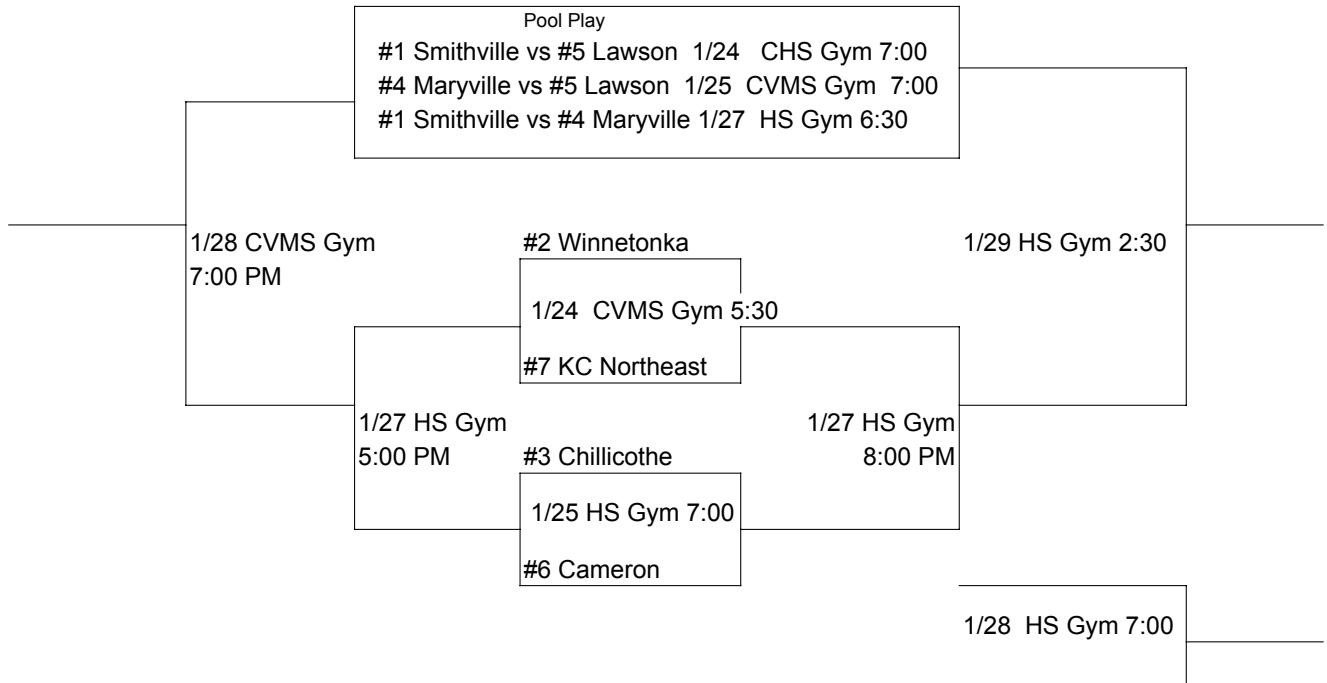 Pool Play
#1 Smithville vs #5 Lawson 1/24 CHS Gym 7:00
#4 Maryville vs #5 Lawson 1/25 CVMS Gym 7:00
#1 Smithville vs #4 Maryville 1/27 HS Gym 6:30
1/28 CVMS Gym
7:00 PM
#2 Winnetonka
1/29 HS Gym 2:30
1/24 CVMS Gym 5:30
#7 KC Northeast
1/27 HS Gym
5:00 PM
1/27 HS Gym
8:00 PM
#3 Chillicothe
1/25 HS Gym 7:00
#6 Cameron
1/28 HS Gym 7:00